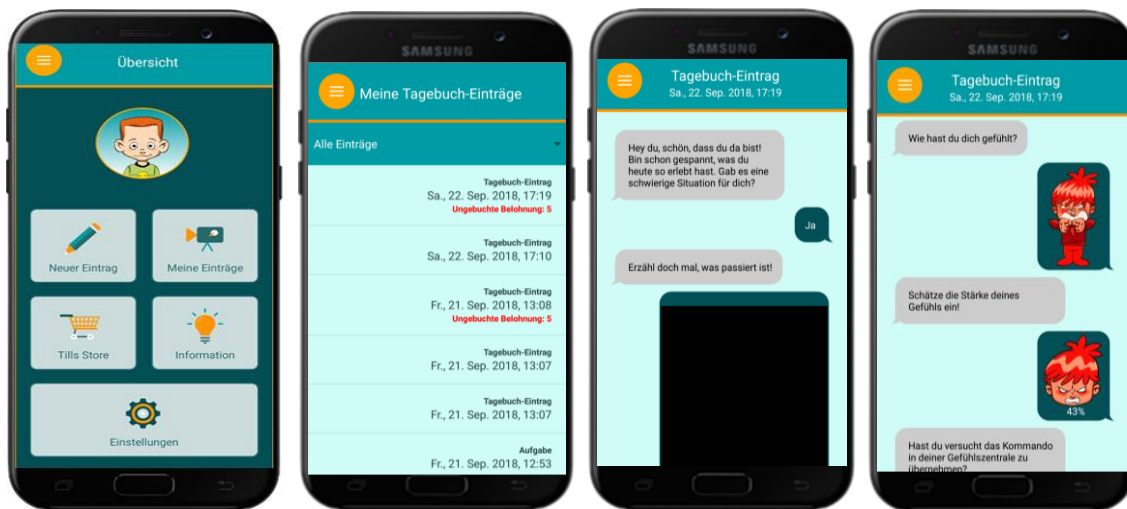 Übersicht
Neuer Eintrag
Meine Einträge
Tills Store
Information
Einstellungen
SAMSUNG
Meine Tagebuch-Einträge
Alle Einträge
Tagebuch-Eintrag
Sa., 22. Sep. 2018, 17:19
Ungebuchte Belohnung: 5
Tagebuch-Eintrag
Sa., 22. Sep. 2018, 17:10
Tagebuch-Eintrag
Fr., 21. Sep. 2018, 13:08
Ungebuchte Belohnung: 5
Tagebuch-Eintrag
Fr., 21. Sep. 2018, 13:07
Tagebuch-Eintrag
Fr., 21. Sep. 2018, 13:07
Aufgabe
Fr., 21. Sep. 2018, 12:53
SAMSUNG
Tagebuch-Eintrag
Sa., 22. Sep. 2018, 17:19
Hey du, schön, dass du da bist!
Bin schon gespannt, was du
heute so erlebt hast. Gab es eine
schwierige Situation für dich?
Ja
Erzähl doch mal, was passiert ist!
SAMSUNG
Tagebuch-Eintrag
Sa., 22. Sep. 2018, 17:19
Wie hast du dich gefühlt?
Schätze die Stärke deines
Gefühls ein!
43%
Hast du versucht das Kommando
in deiner Gefühlszentrale zu
übernehmen?